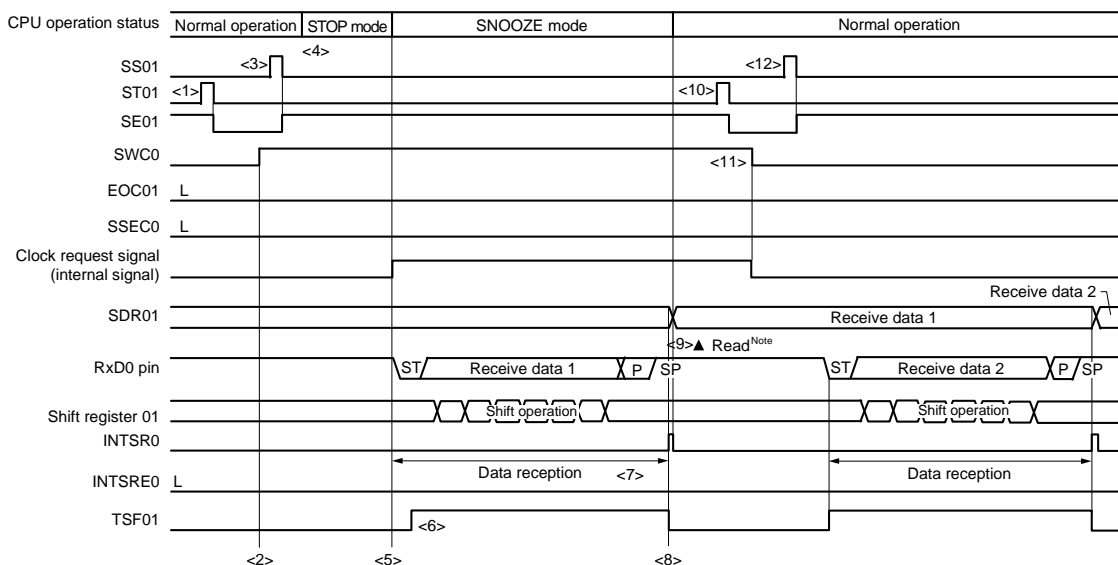 CPU operation status
Normal operation
STOP mode
SNOOZE mode
Normal operation
<4>
SS01
<3>
<12>
ST01
<1>
<10>
SE01
SWC0
<11>
EOC01
L
SSEC0
L
Clock request signal
(internal signal)
Receive data 2
SDR01
Receive data 1
<9>▲ Read Note
RxD0 pin
ST
Receive data 1
P
SP
ST
Receive data 2
P
SP
Shift register 01
Shift operation
Shift operation
INTSR0
Data reception
<7>
Data reception
INTSRE0
L
TSF01
<6>
<2>
<5>
<8>